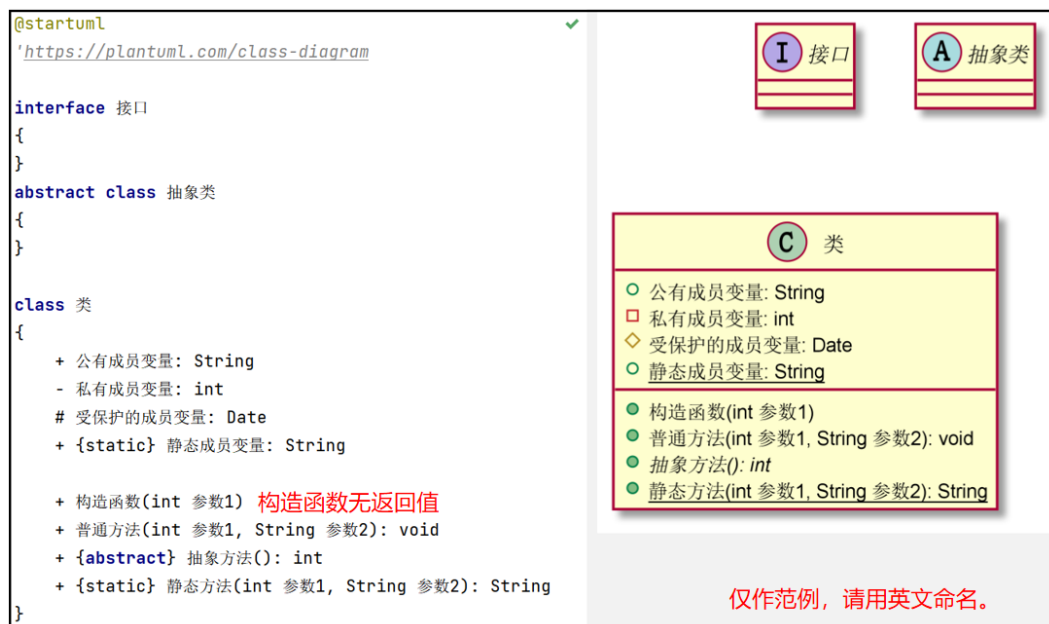 @startuml
'https://plantuml.com/class-diagram
interface 接口
{
}
abstract class 抽象类
{
}
class 类
{
+ 公有成员变量: String
- 私有成员变量: int
# 受保护的成员变量: Date
+ {static} 静态成员变量: String
+ 构造函数(int 参数1) 构造函数无返回值
+ 普通方法(int 参数1, String 参数2): void
+ {abstract} 抽象方法(): int
+ {static} 静态方法(int 参数1, String 参数2): String
}
I 接口
A 抽象类
C 类
公有成员变量: String
私有成员变量: int
受保护的成员变量: Date
静态成员变量: String
构造函数(int 参数1)
普通方法(int 参数1, String 参数2): void
抽象方法(): int
静态方法(int 参数1, String 参数2): String
仅作范例，请用英文命名。